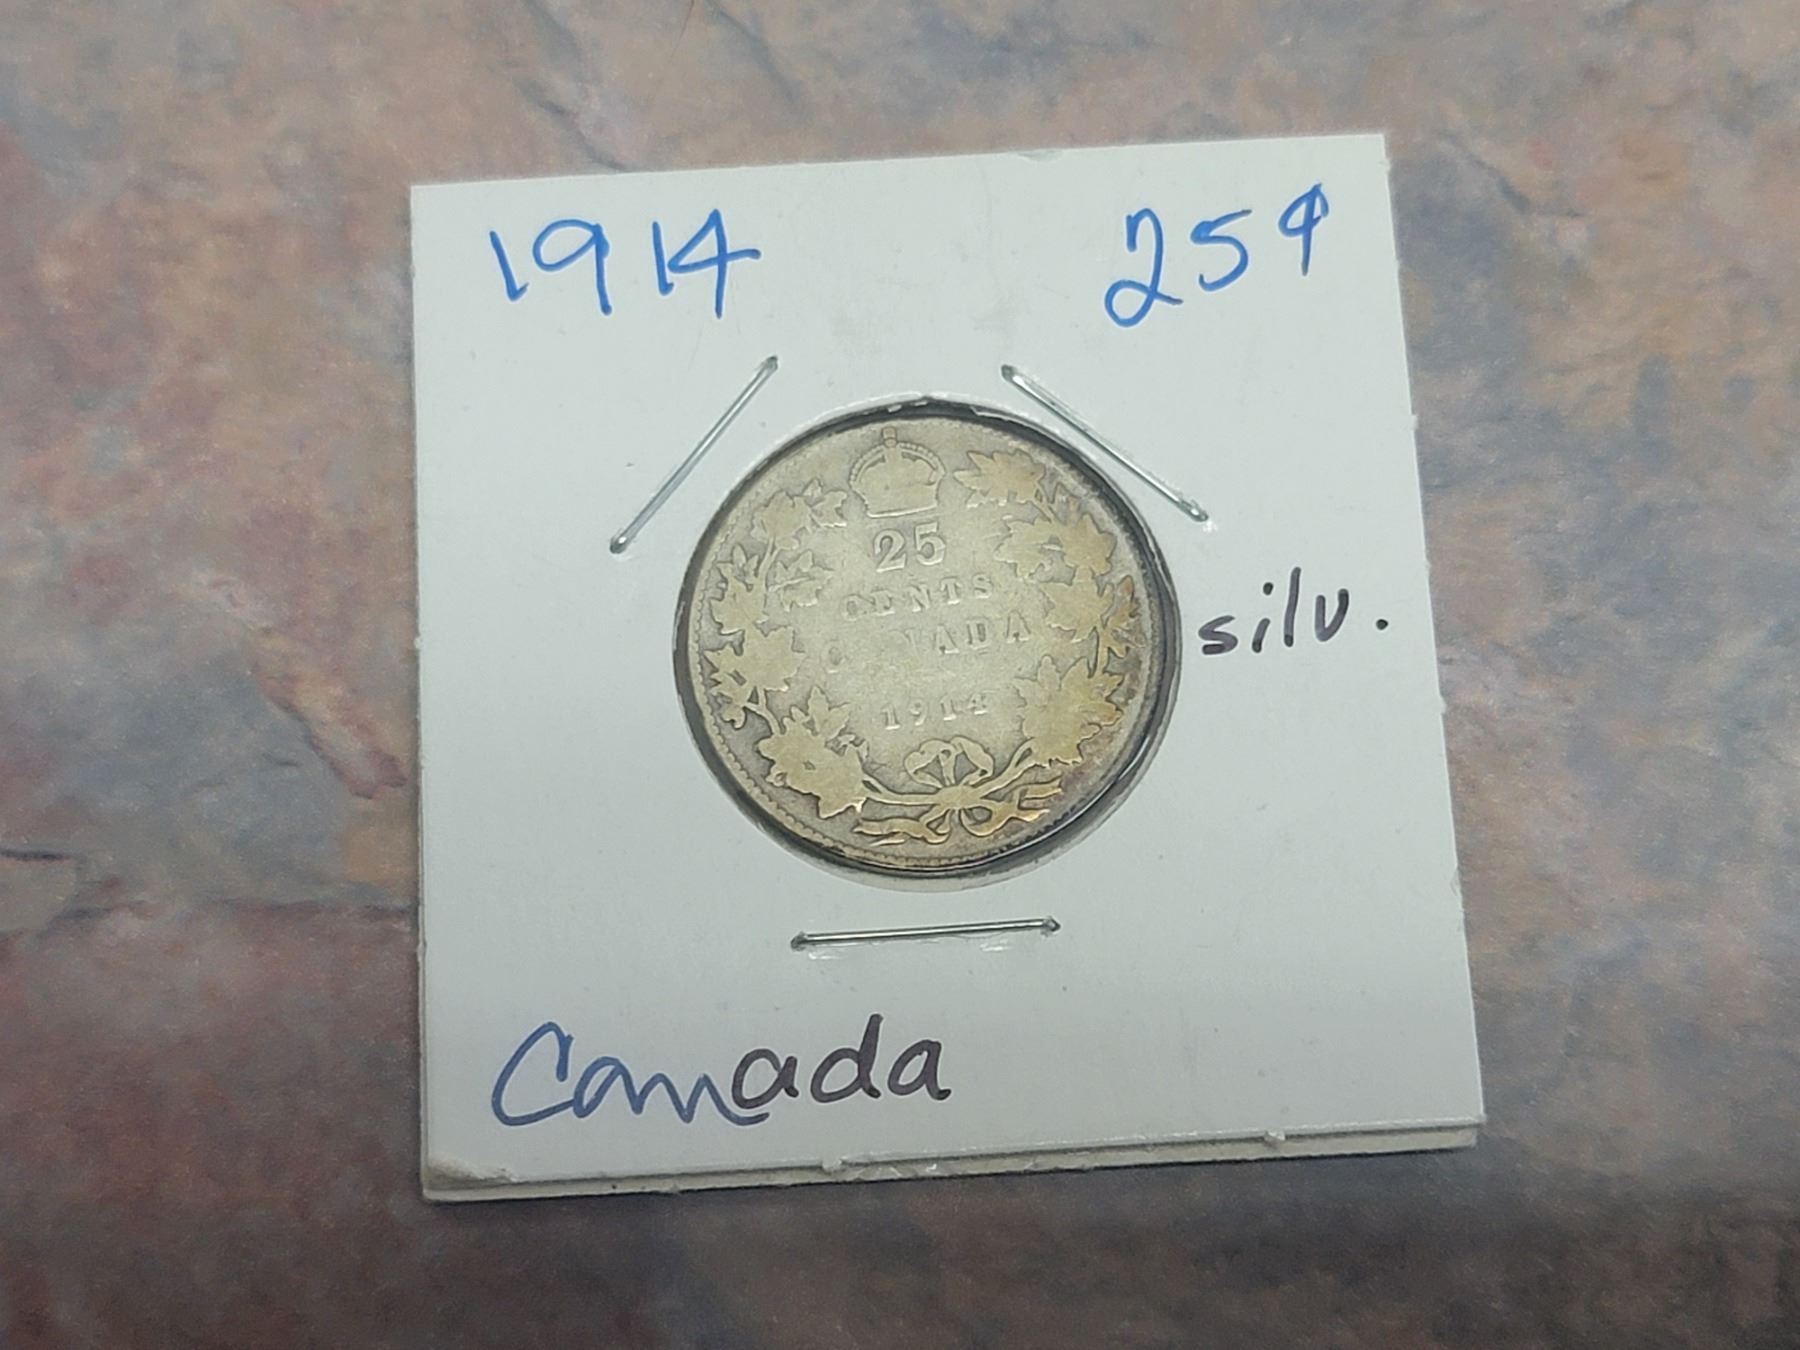 1914 25¢
25
CENTS
CANADA
1914
silv.
Canada